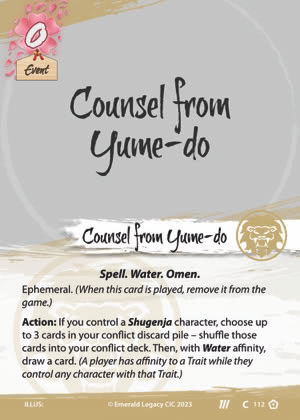 0
Event
Counsel from
Yume-do
Counsel from Yume-do
Spell. Water. Omen.
Ephemeral. (When this card is played, remove it from the
game.)
Action: If you control a Shugenja character, choose up
to 3 cards in your conflict discard pile – shuffle those
cards into your conflict deck. Then, with Water affinity,
draw a card. (A player has affinity to a Trait while they
control any character with that Trait.)
ILLUS:
© Emerald Legacy CIC 2023
C 112